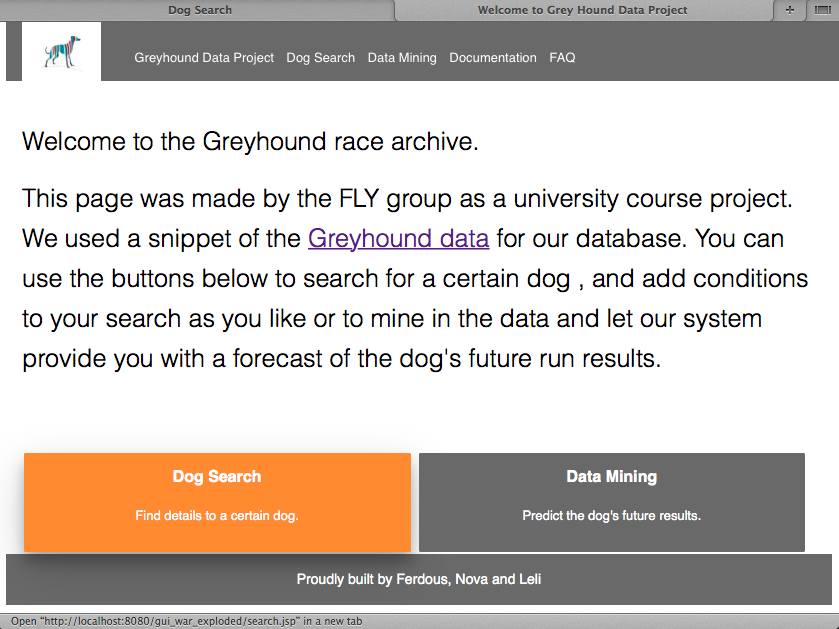 Dog Search
Welcome to Grey Hound Data Project
Greyhound Data Project Dog Search Data Mining Documentation FAQ
Welcome to the Greyhound race archive.
This page was made by the FLY group as a university course project.
We used a snippet of the Greyhound data for our database. You can
use the buttons below to search for a certain dog , and add conditions
to your search as you like or to mine in the data and let our system
provide you with a forecast of the dog's future run results.
Dog Search
Find details to a certain dog.
Data Mining
Predict the dog's future results.
Proudly built by Ferdous, Nova and Leli
Open "http://localhost:8080/gui_war_exploded/search.jsp" in a new tab